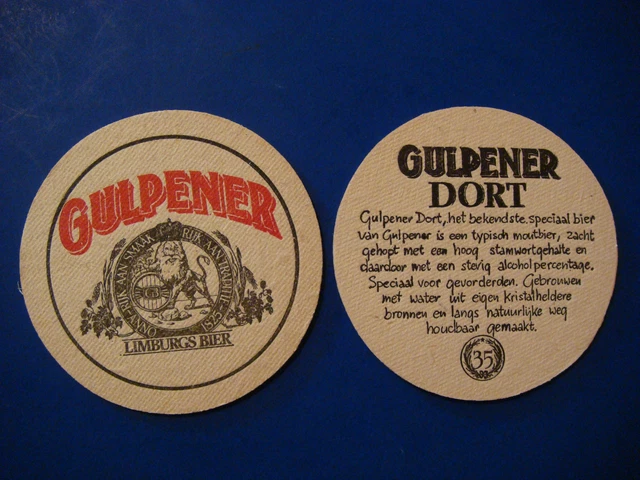 GULPENER
RIJK AAN SMAAK RIJK AAN TRADITIE
LIMBURGS BIER
GULPENER
DORT
Gulpener Dort, het bekendste speciaal bier
van Gulpener is een typisch moutbier, zacht
gehopt met een hoog stamwortgehalte en
daardoor met een stevig alcoholpercentage.
Speciaal voor gevorderden. Gebrouwen
met water uit eigen kristalheldere
bronnen en langs natuurlijke weg
houdbaar gemaakt.
35